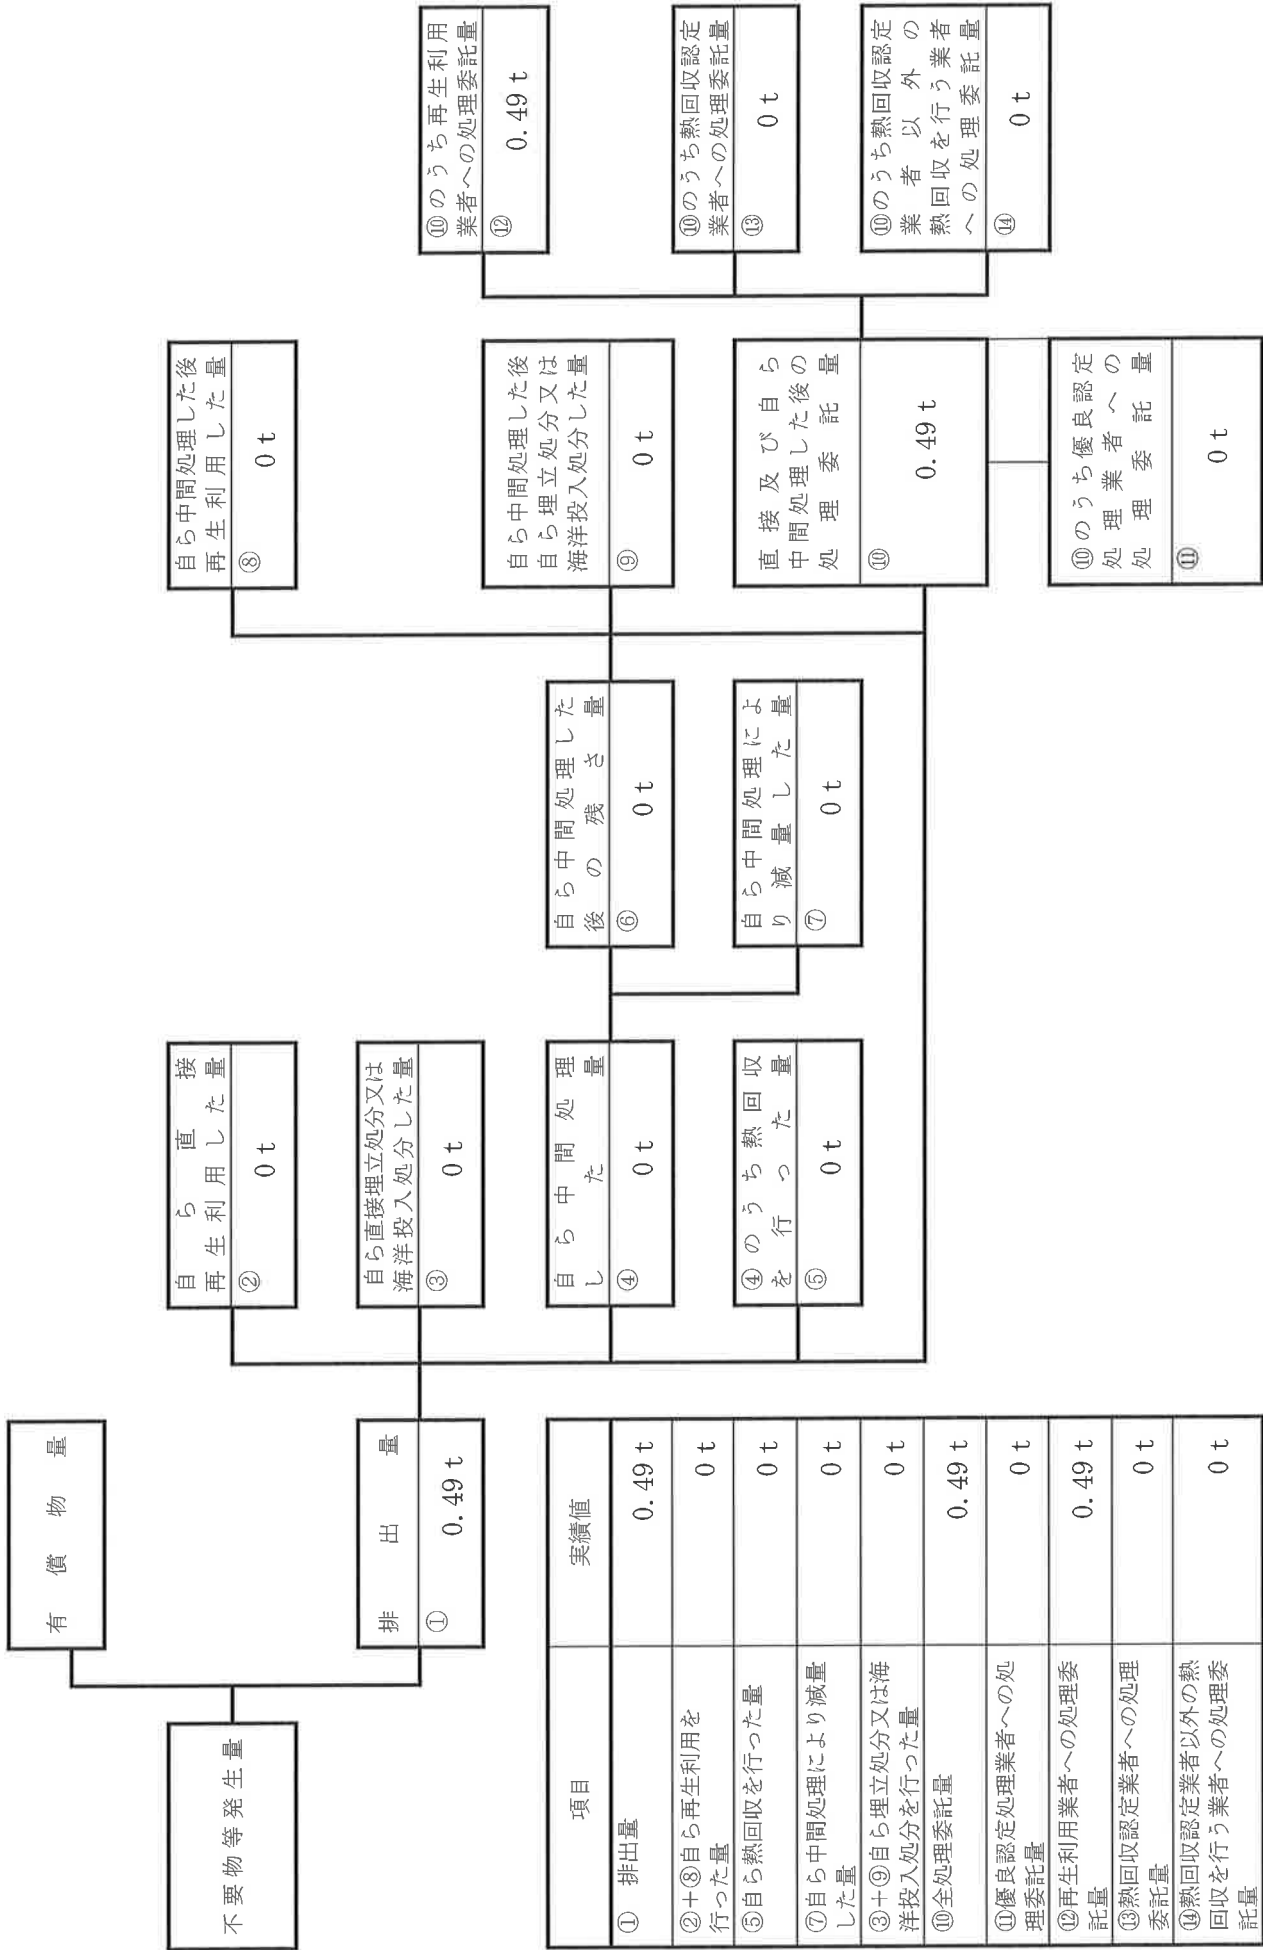 不要物等発生量
有償物量
排出量
① 0.49 t
自ら直接
再生利用した量
② 0 t
自ら直接埋立処分又は
海洋投入処分した量
③ 0 t
自ら中間処理
した量
④ 0 t
④のうち熱回収
を行った量
⑤ 0 t
自ら中間処理した
後の残さ量
⑥ 0 t
自ら中間処理によ
り減量した量
⑦ 0 t
自ら中間処理した後
再生利用した量
⑧ 0 t
自ら中間処理した後
自ら埋立処分又は
海洋投入処分した量
⑨ 0 t
直接及び自ら
中間処理した後の
処理委託量
⑩ 0.49 t
⑩のうち優良認定
処理業者への
処理委託量
⑪ 0 t
⑩のうち再生利用
業者への処理委託量
⑫ 0.49 t
⑩のうち熱回収認定
業者への処理委託量
⑬ 0 t
⑩のうち熱回収認定
業者以外の
熱回収を行う業者
への処理委託量
⑭ 0 t
項目 実績値
① 排出量 0.49 t
②+⑧自ら再生利用を
行った量 0 t
⑤自ら熱回収を行った量 0 t
⑦自ら中間処理により減量
した量 0 t
③+⑨自ら埋立処分又は海
洋投入処分を行った量 0 t
⑩全処理委託量 0.49 t
⑪優良認定処理業者への処
理委託量 0 t
⑫再生利用業者への処理委
託量 0.49 t
⑬熱回収認定業者への処理
委託量 0 t
⑭熱回収認定業者以外の熱
回収を行う業者への処理委
託量 0 t